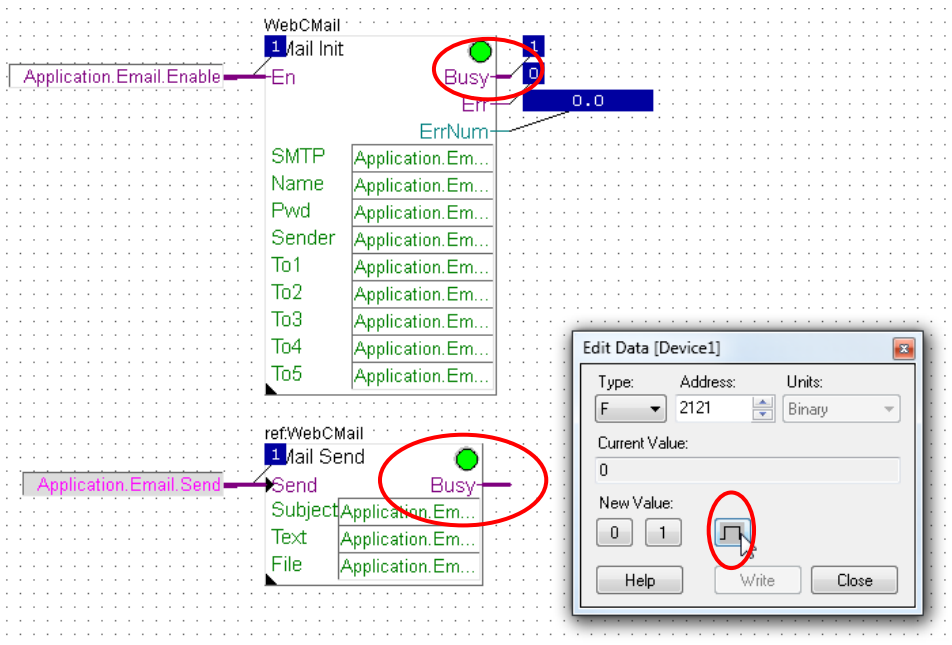 WebCMail
1 Mail Init 1
Application.Email.Enable En Busy 0
Err 0.0
ErrNum
SMTP Application.Em...
Name Application.Em...
Pwd Application.Em...
Sender Application.Em...
To1 Application.Em...
To2 Application.Em...
To3 Application.Em...
To4 Application.Em...
To5 Application.Em...
ref:WebCMail
1 Mail Send
Application.Email.Send Send Busy
Subject Application.Em...
Text Application.Em...
File Application.Em...
Edit Data [Device1]
Type: Address: Units:
F 2121 Binary
Current Value:
0
New Value:
0 1
Help Write Close